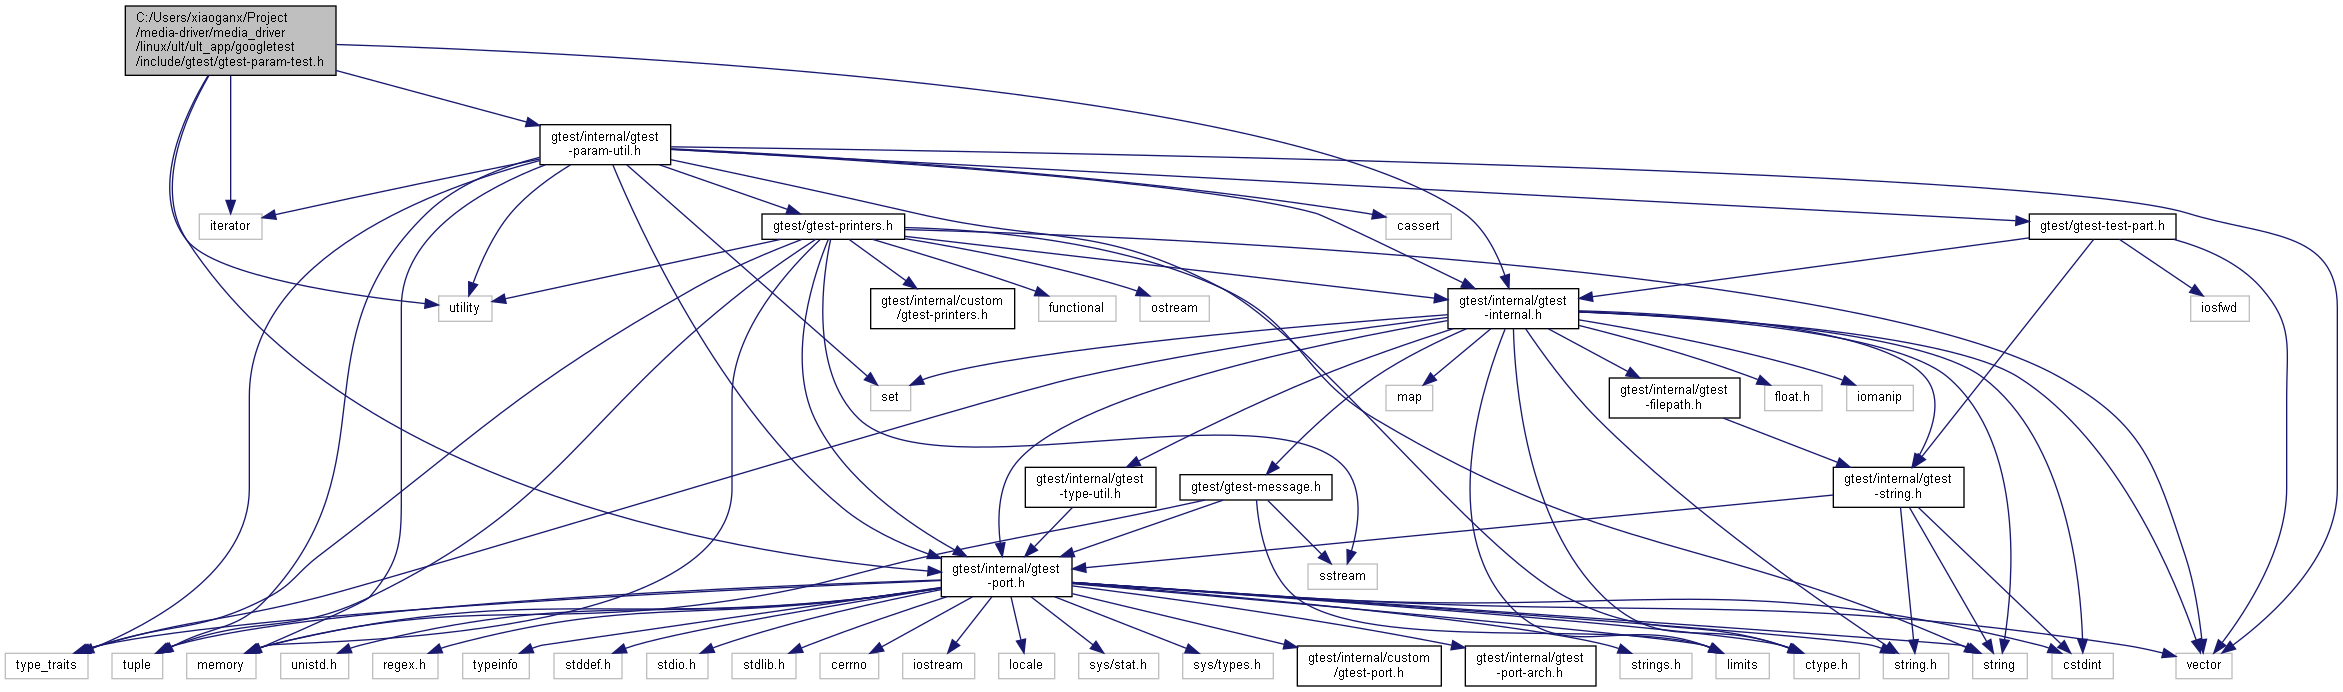 C:/Users/xiaoganx/Project
/media-driver/media_driver
/linux/ult/ult_app/googletest
/include/gtest/gtest-param-test.h
gtest/internal/gtest
-param-util.h
iterator
gtest/gtest-printers.h
cassert
gtest/gtest-test-part.h
utility
gtest/internal/custom
/gtest-printers.h
functional
ostream
gtest/internal/gtest
-internal.h
iosfwd
set
map
gtest/internal/gtest
-filepath.h
float.h
iomanip
gtest/internal/gtest
-type-util.h
gtest/gtest-message.h
gtest/internal/gtest
-string.h
gtest/internal/gtest
-port.h
sstream
type_traits
tuple
memory
unistd.h
regex.h
typeinfo
stddef.h
stdio.h
stdlib.h
cerrno
iostream
locale
sys/stat.h
sys/types.h
gtest/internal/custom
/gtest-port.h
gtest/internal/gtest
-port-arch.h
strings.h
limits
ctype.h
string.h
string
cstdint
vector